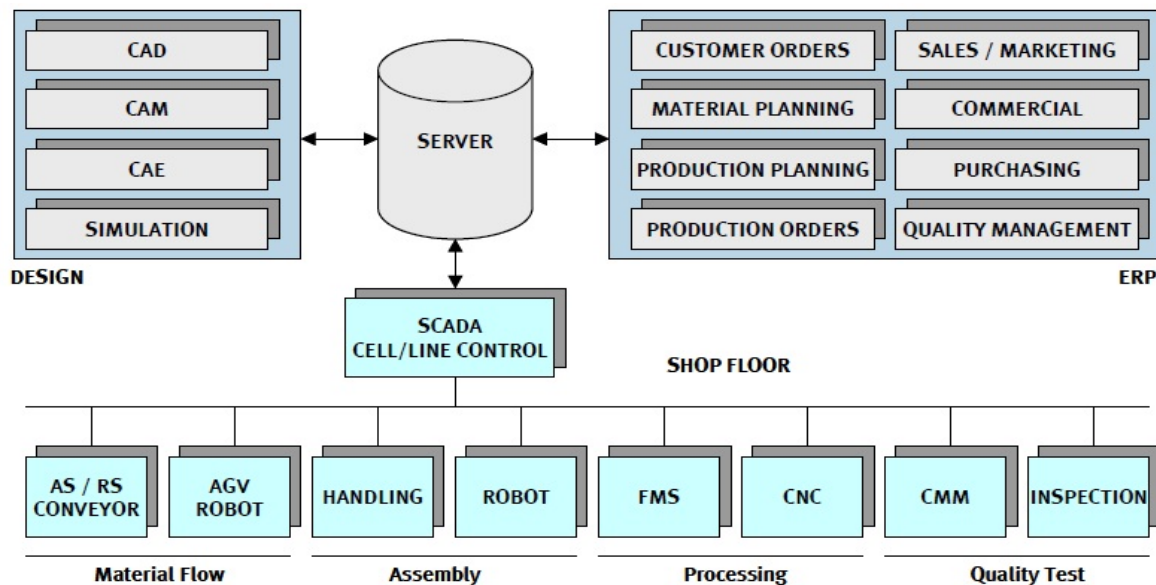 CAD
CAM
CAE
SIMULATION
DESIGN
SERVER
CUSTOMER ORDERS
SALES / MARKETING
MATERIAL PLANNING
COMMERCIAL
PRODUCTION PLANNING
PURCHASING
PRODUCTION ORDERS
QUALITY MANAGEMENT
ERP
SCADA
CELL/LINE CONTROL
SHOP FLOOR
AS / RS
CONVEYOR
AGV
ROBOT
HANDLING
ROBOT
FMS
CNC
CMM
INSPECTION
Material Flow
Assembly
Processing
Quality Test